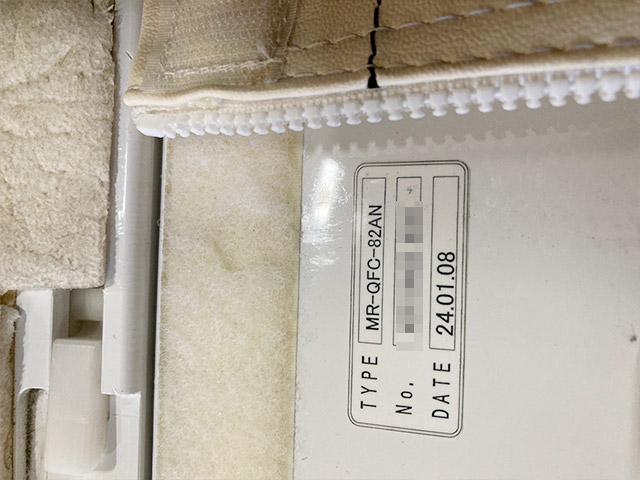 TYPE MR-QFC-82AN
No.
DATE 24.01.08